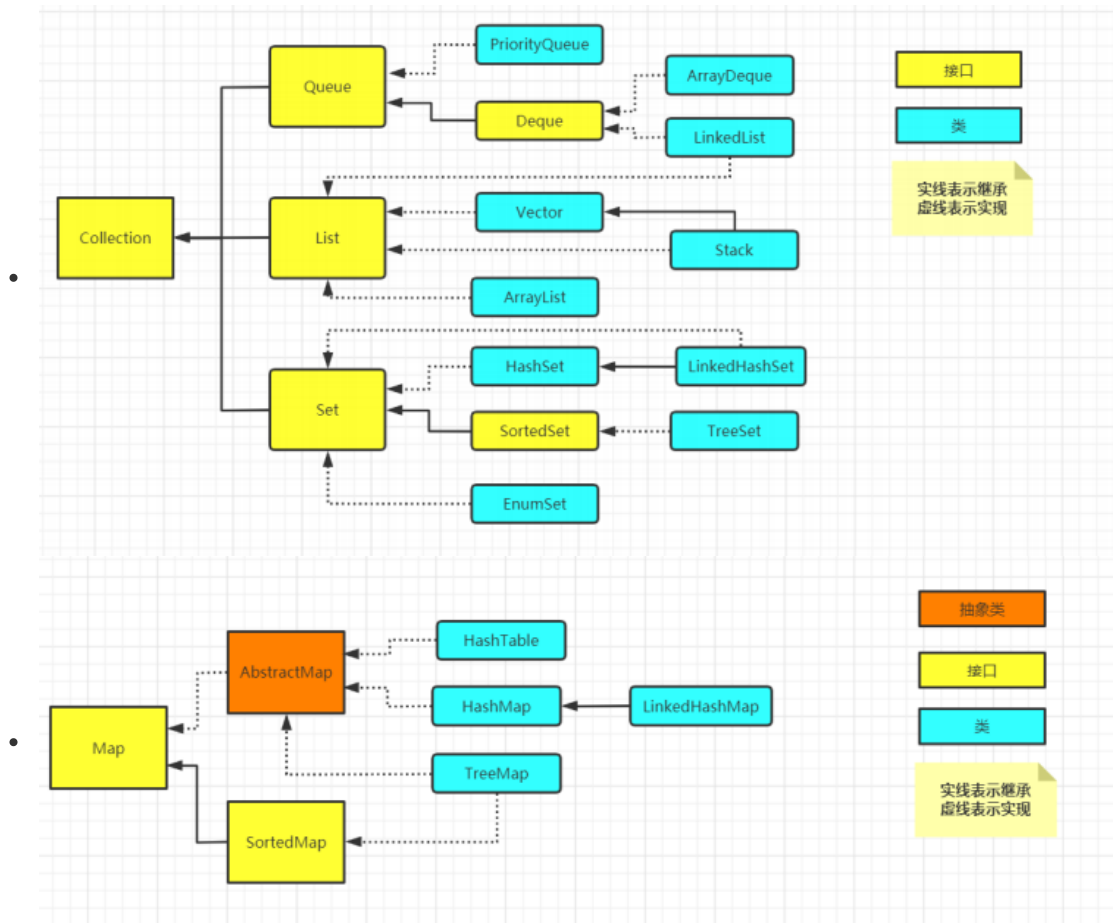 PriorityQueue
Queue
ArrayDeque
接口
Deque
LinkedList
类
实线表示继承
虚线表示实现
Collection
List
Vector
Stack
ArrayList
HashSet
LinkedHashSet
Set
SortedSet
TreeSet
EnumSet
抽象类
HashTable
AbstractMap
接口
HashMap
LinkedHashMap
类
Map
TreeMap
实线表示继承
虚线表示实现
SortedMap